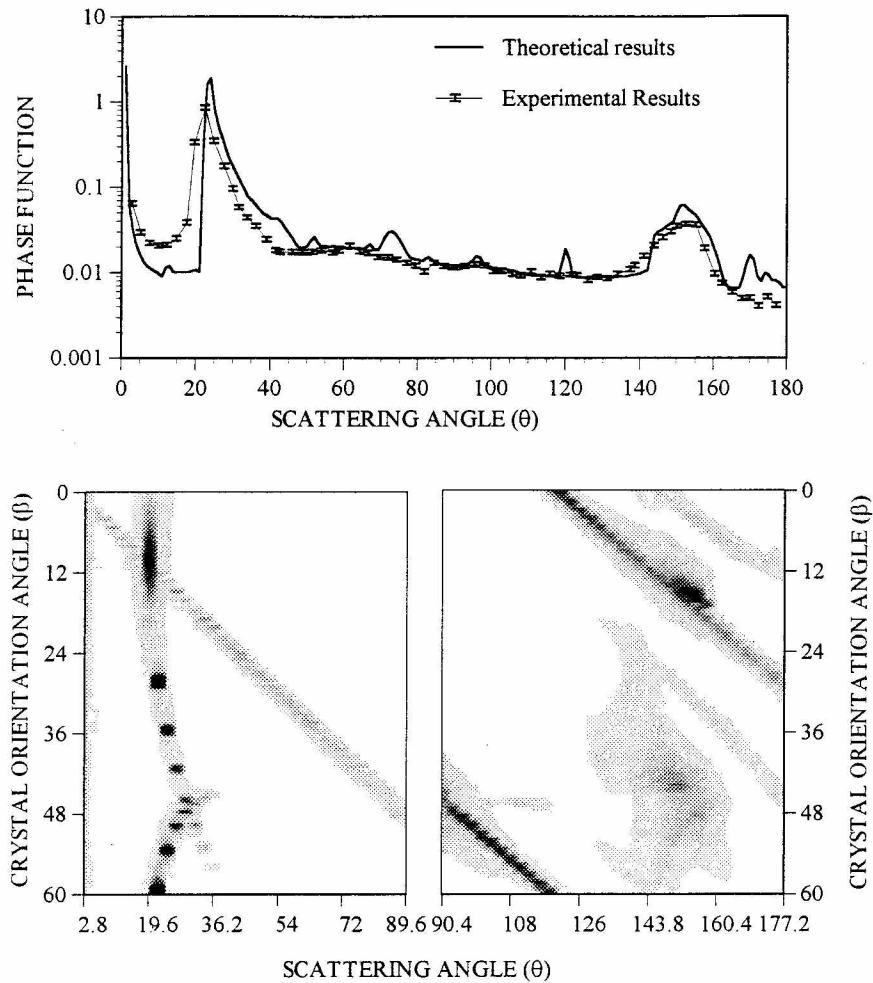 10
1
0.1
0.01
0.001
PHASE FUNCTION
Theoretical results
Experimental Results
0 20 40 60 80 100 120 140 160 180
SCATTERING ANGLE (θ)
CRYSTAL ORIENTATION ANGLE (β)
0
12
24
36
48
60
2.8 19.6 36.2 54 72 89.6
90.4 108 126 143.8 160.4 177.2
0
12
24
36
48
60
CRYSTAL ORIENTATION ANGLE (β)
SCATTERING ANGLE (θ)